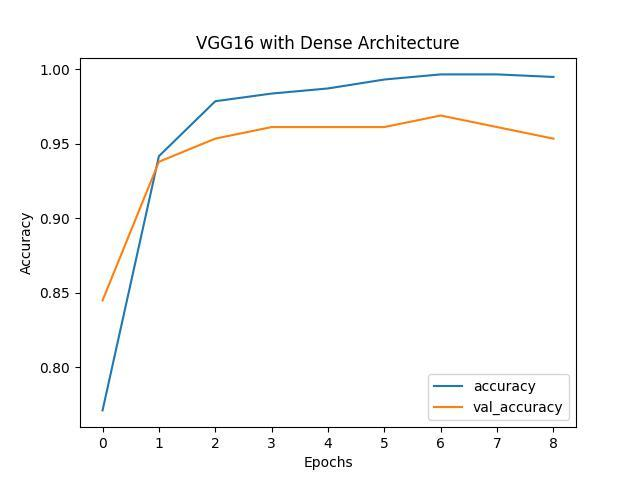 VGG16 with Dense Architecture
1.00
0.95
0.90
0.85
0.80
Accuracy
accuracy
val_accuracy
0 1 2 3 4 5 6 7 8
Epochs